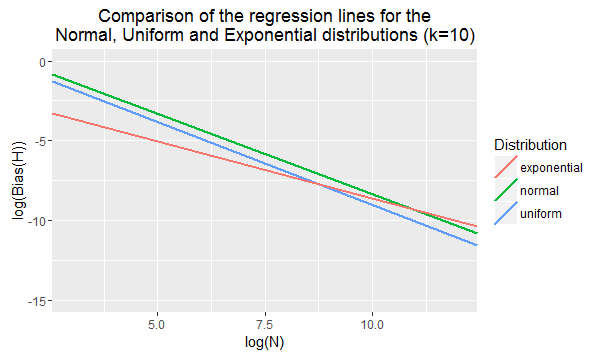 Comparison of the regression lines for the
Normal, Uniform and Exponential distributions (k=10)
0
-5
-10
-15
log(Bias(H))
5.0
7.5
10.0
log(N)
Distribution
exponential
normal
uniform